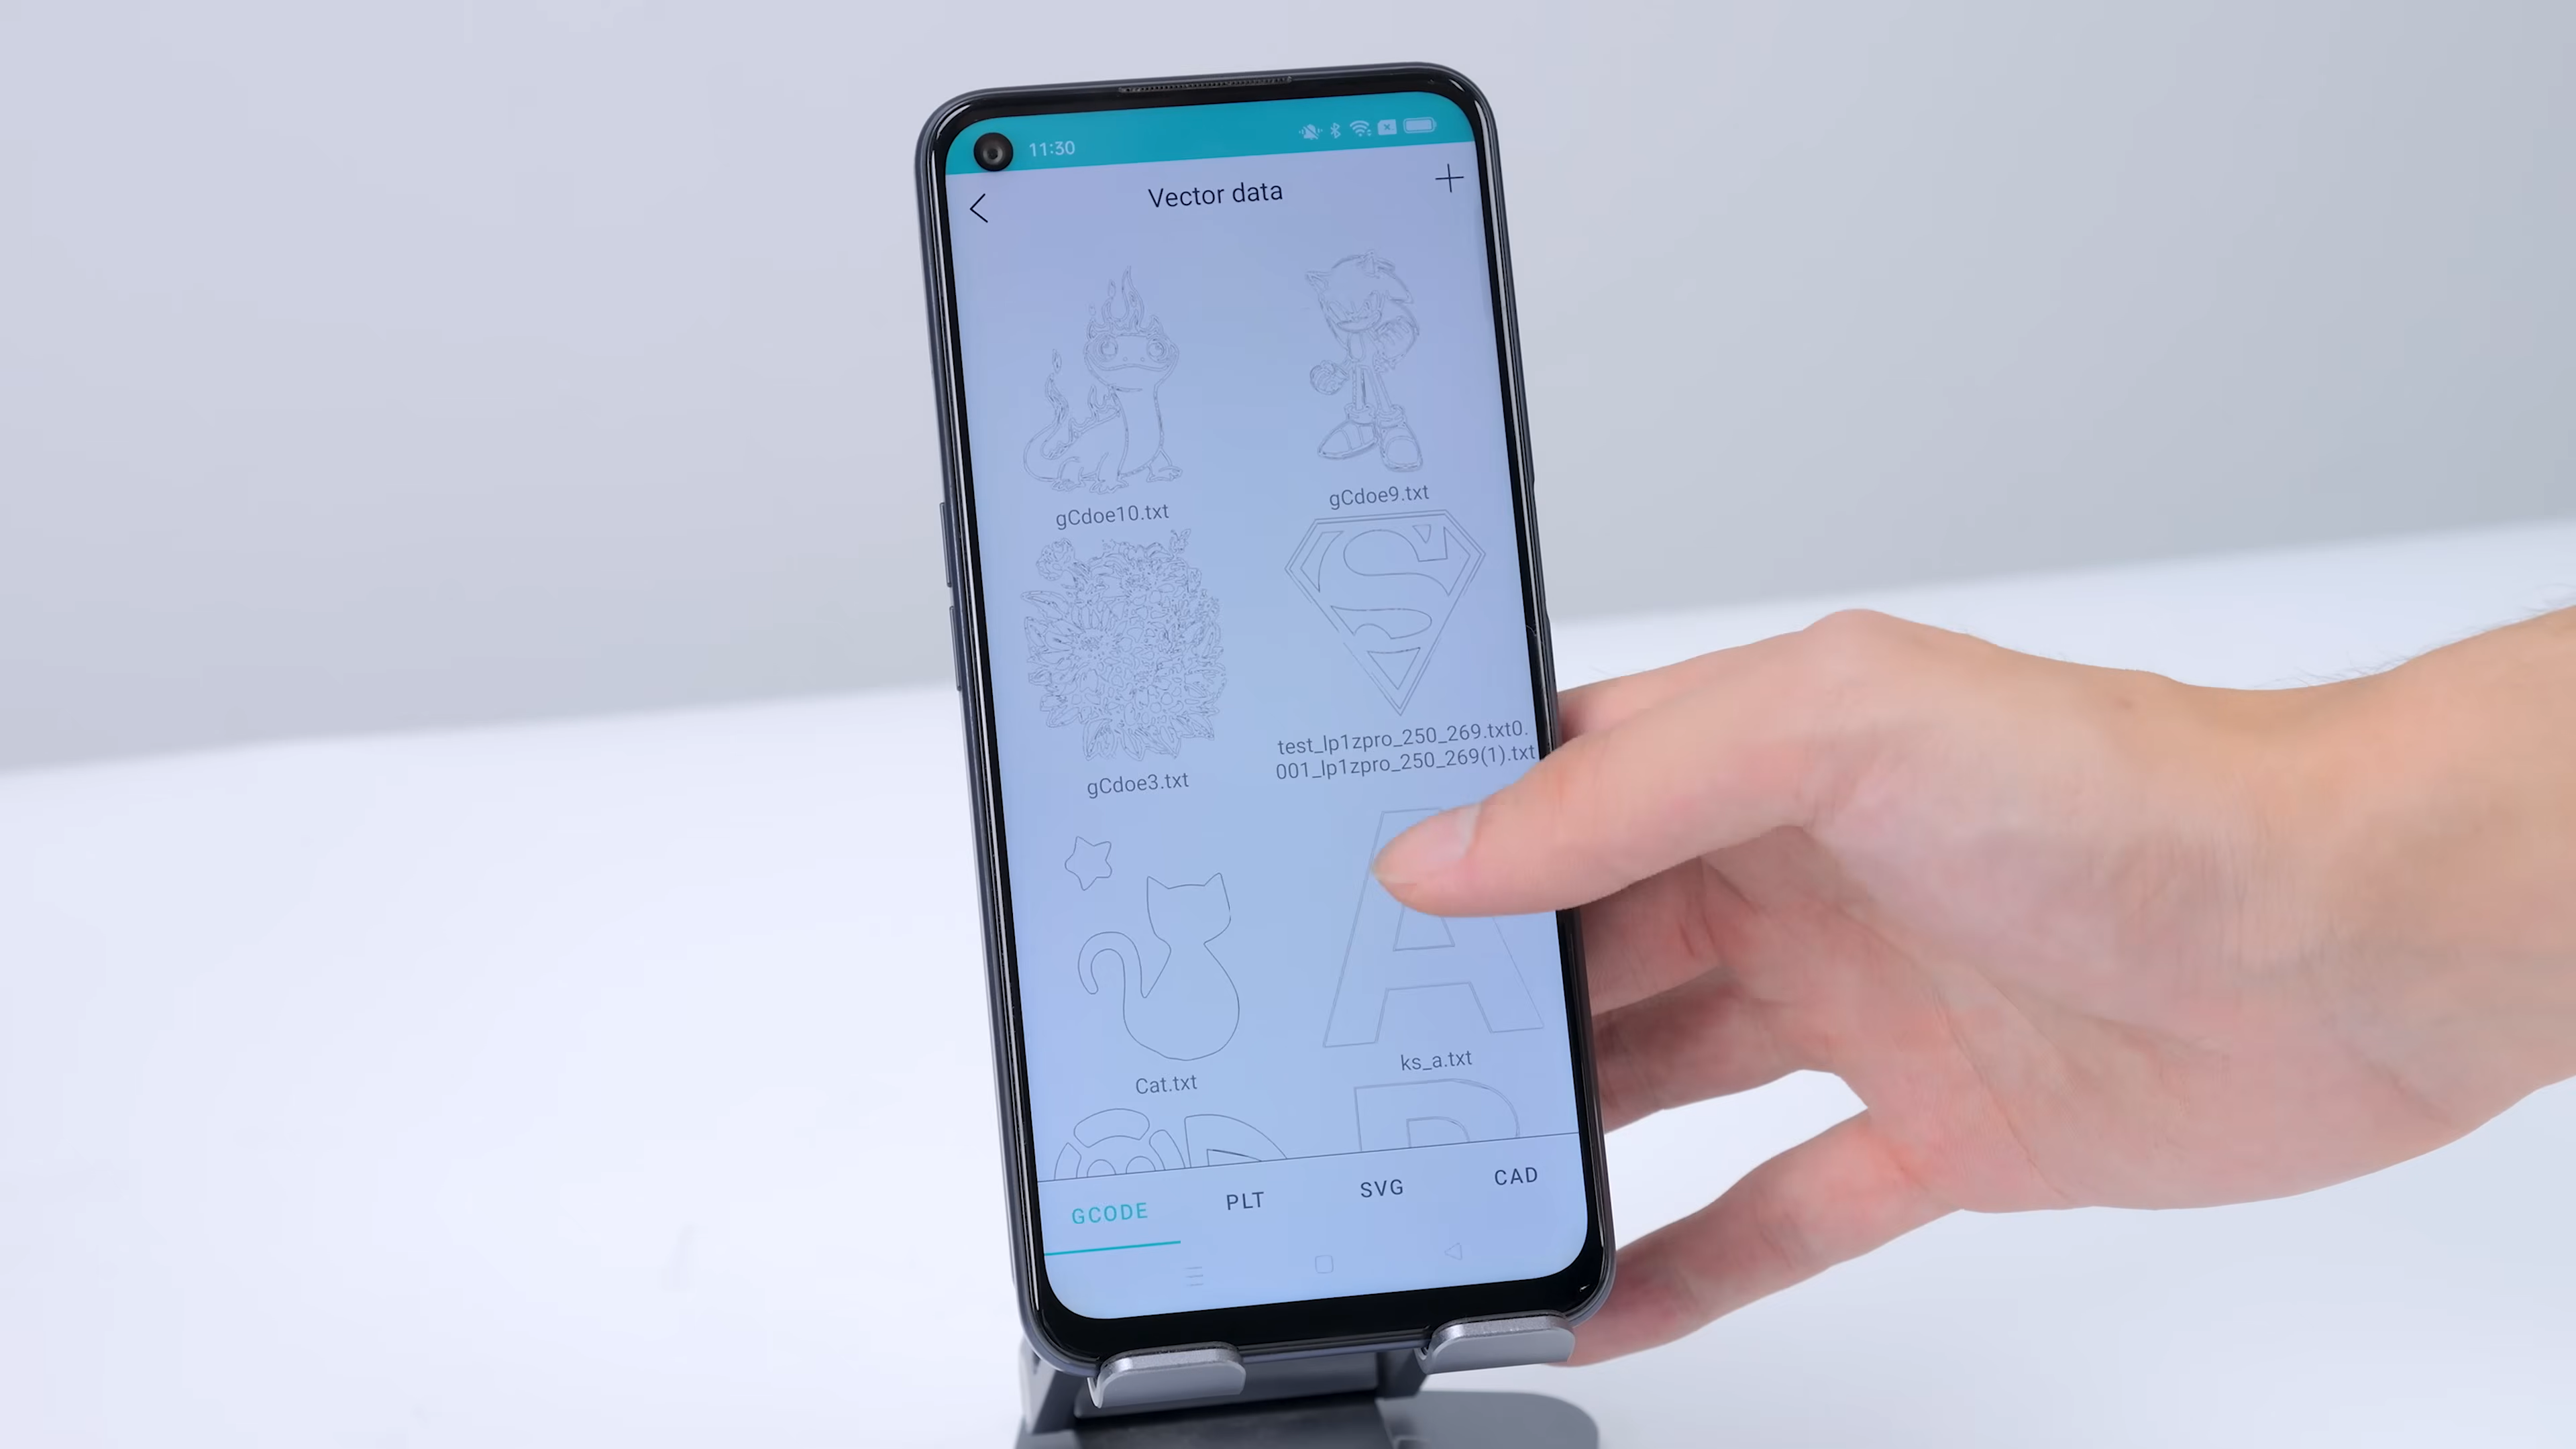 11:30
Vector data
gCdoe10.txt
gCdoe9.txt
S
gCdoe3.txt
test_lp1zpro_250_269.txt0.
001_lp1zpro_250_269(1).txt
A
Cat.txt
ks_a.txt
GCODE
PLT
SVG
CAD